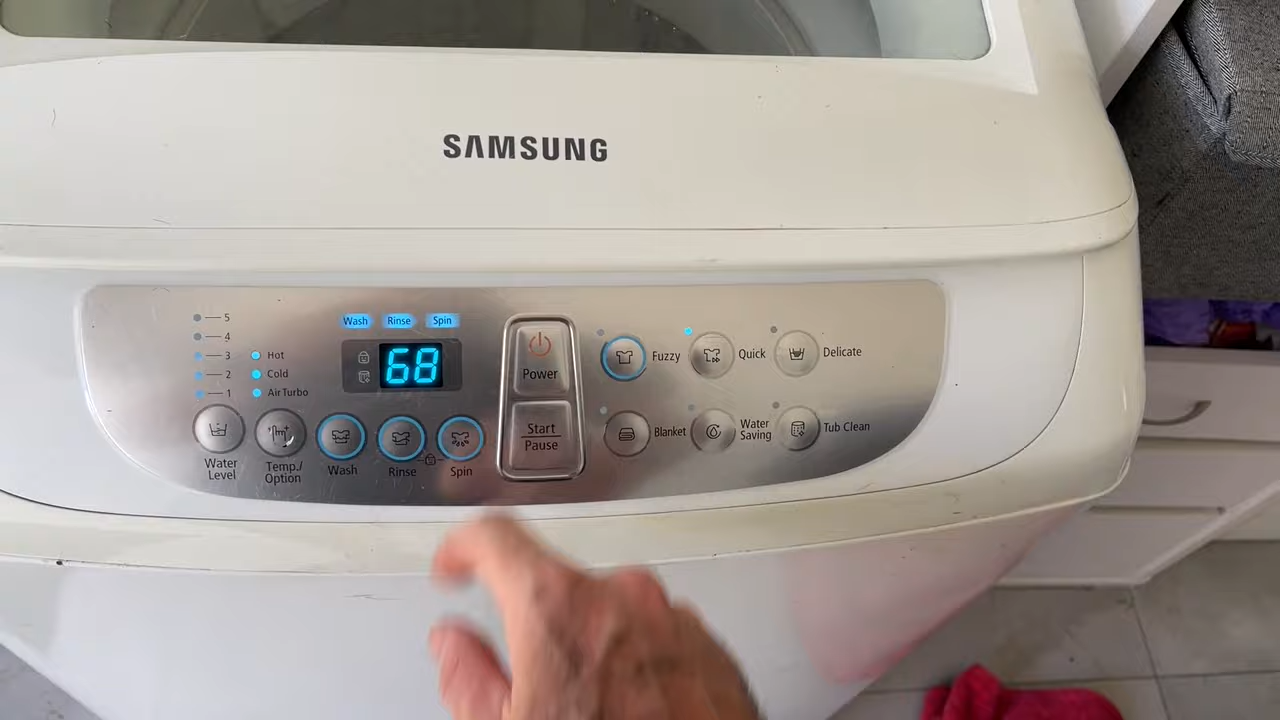 SAMSUNG
5
4
3
2
1
Hot
Cold
Air Turbo
Water
Level
Temp./
Option
Wash Rinse Spin
68
Wash
Rinse
Spin
Power
Start
Pause
Fuzzy
Quick
Delicate
Blanket
Water
Saving
Tub Clean